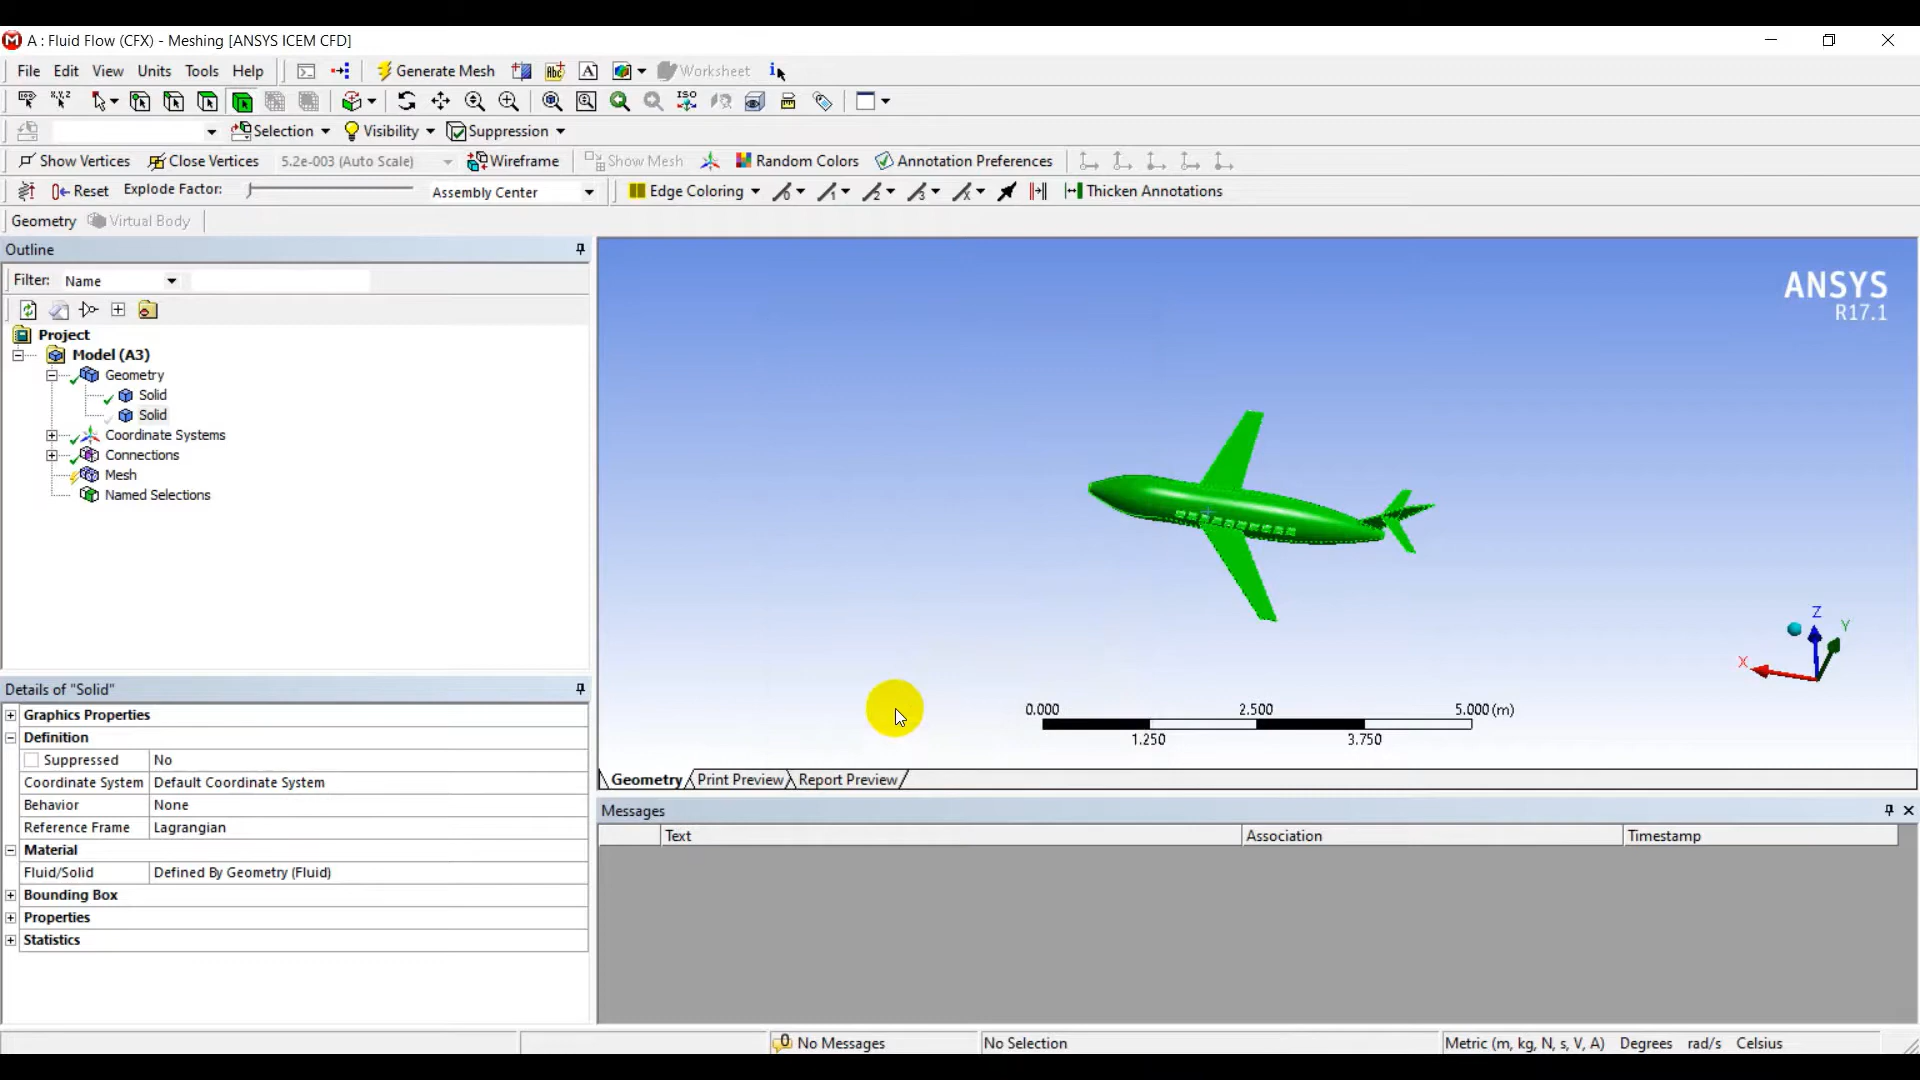 A : Fluid Flow (CFX) - Meshing [ANSYS ICEM CFD]
File Edit View Units Tools Help Generate Mesh Worksheet
Selection Visibility Suppression
Show Vertices Close Vertices 5.2e-003 (Auto Scale) Wireframe Show Mesh Random Colors Annotation Preferences
Reset Explode Factor: Assembly Center Edge Coloring Thicken Annotations
Geometry Virtual Body
Outline
Filter: Name
Project
Model (A3)
Geometry
Solid
Solid
Coordinate Systems
Connections
Mesh
Named Selections
ANSYS
R17.1
Z
Y
X
0.000 2.500 5.000 (m)
1.250 3.750
Geometry Print Preview Report Preview
Details of "Solid"
Graphics Properties
Definition
Suppressed No
Coordinate System Default Coordinate System
Behavior None
Reference Frame Lagrangian
Material
Fluid/Solid Defined By Geometry (Fluid)
Bounding Box
Properties
Statistics
Messages
Text Association Timestamp
No Messages No Selection Metric (m, kg, N, s, V, A) Degrees rad/s Celsius